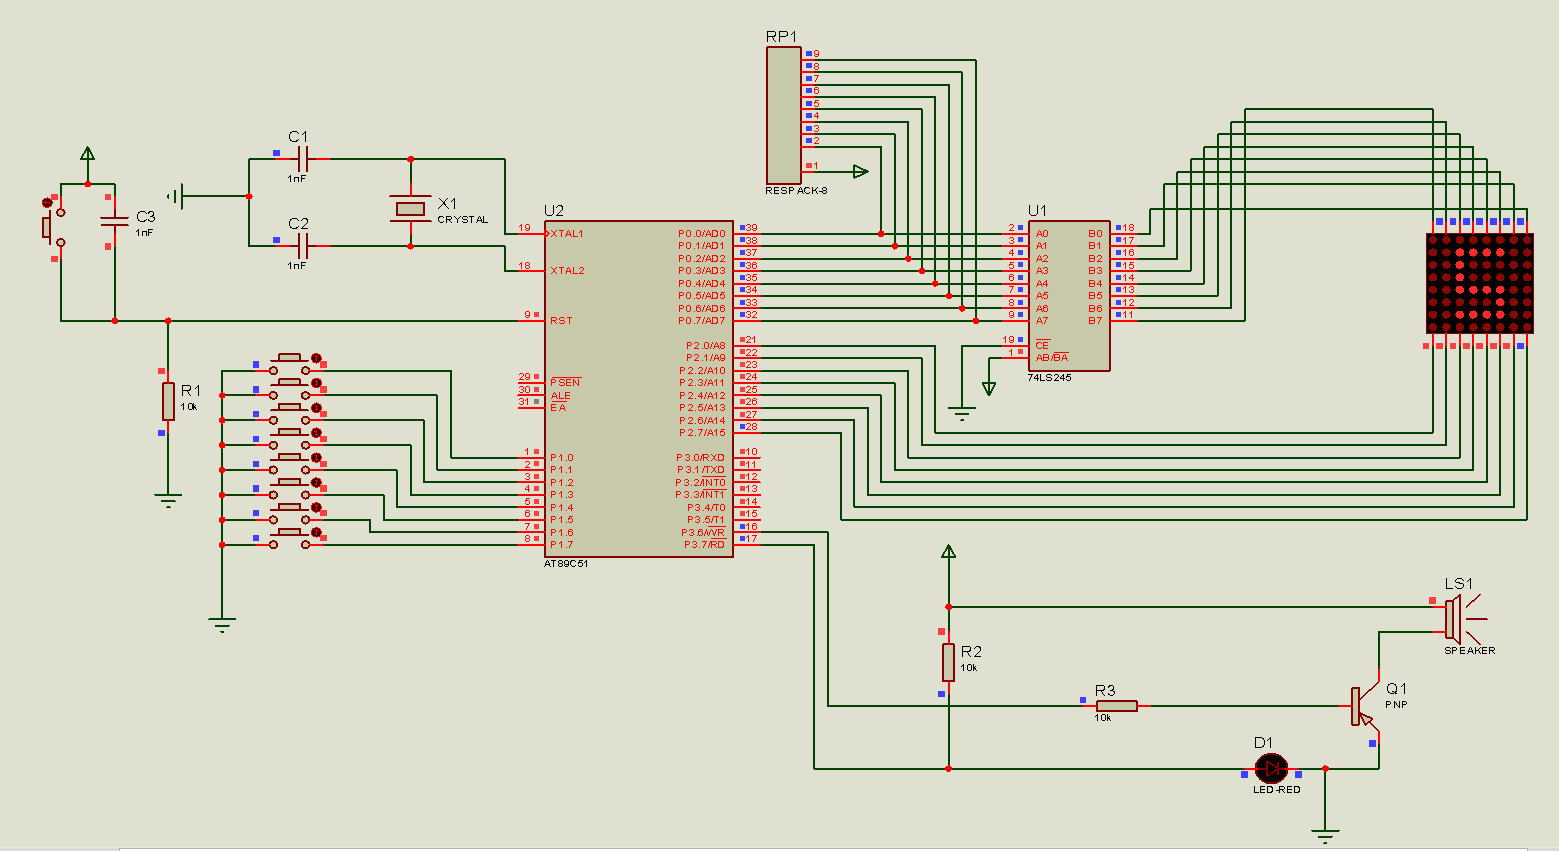 RP1
9
8
7
6
5
4
3
2
1
RESPACK-8
C1
1nF
C2
1nF
C3
1nF
X1
CRYSTAL
R1
10k
U2
19 XTAL1
18 XTAL2
9 RST
29 PSEN
30 ALE
31 EA
1 P1.0
2 P1.1
3 P1.2
4 P1.3
5 P1.4
6 P1.5
7 P1.6
8 P1.7
P0.0/AD0 39
P0.1/AD1 38
P0.2/AD2 37
P0.3/AD3 36
P0.4/AD4 35
P0.5/AD5 34
P0.6/AD6 33
P0.7/AD7 32
P2.0/A8 21
P2.1/A9 22
P2.2/A10 23
P2.3/A11 24
P2.4/A12 25
P2.5/A13 26
P2.6/A14 27
P2.7/A15 28
P3.0/RXD 10
P3.1/TXD 11
P3.2/INT0 12
P3.3/INT1 13
P3.4/T0 14
P3.5/T1 15
P3.6/WR 16
P3.7/RD 17
AT89C51
U1
2 A0 B0 18
3 A1 B1 17
4 A2 B2 16
5 A3 B3 15
6 A4 B4 14
7 A5 B5 13
8 A6 B6 12
9 A7 B7 11
19 CE
1 AB/BA
74LS245
LS1
SPEAKER
R2
10k
R3
10k
Q1
PNP
D1
LED-RED